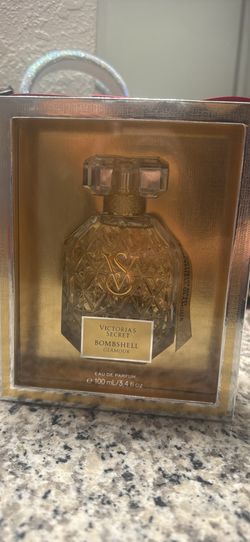 VS
VICTORIA'S
SECRET
BOMBSHELL
GLAMOUR
EAU DE PARFUM
℮ 100 mL/3.4 fl oz